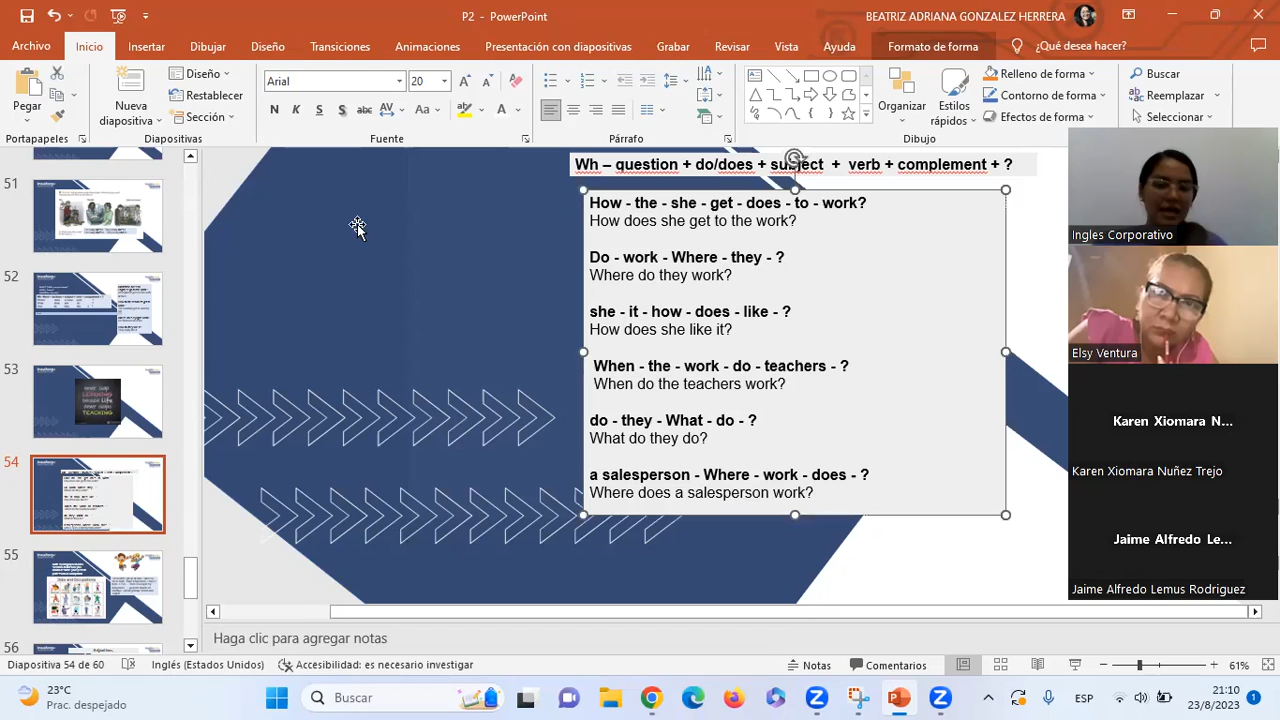 P2 - PowerPoint
BEATRIZ ADRIANA GONZALEZ HERRERA
Archivo Inicio Insertar Dibujar Diseño Transiciones Animaciones Presentación con diapositivas Grabar Revisar Vista Ayuda Formato de forma ¿Qué desea hacer?
Pegar
Nueva diapositiva
Diseño
Restablecer
Sección
Arial 20
N K S S abc AV Aa A
Organizar
Estilos rápidos
Relleno de forma
Contorno de forma
Efectos de forma
Buscar
Reemplazar
Seleccionar
Portapapeles Diapositivas Fuente Párrafo Dibujo
51
52
53
54
55
56
Wh – question + do/does + subject + verb + complement + ?
How - the - she - get - does - to - work?
How does she get to the work?
Do - work - Where - they - ?
Where do they work?
she - it - how - does - like - ?
How does she like it?
When - the - work - do - teachers - ?
When do the teachers work?
do - they - What - do - ?
What do they do?
a salesperson - Where - work - does - ?
Where does a salesperson work?
Ingles Corporativo
Elsy Ventura
Karen Xiomara N...
Karen Xiomara Nuñez Trejo
Jaime Alfredo Le...
Jaime Alfredo Lemus Rodriguez
Haga clic para agregar notas
Diapositiva 54 de 60 Inglés (Estados Unidos) Accesibilidad: es necesario investigar Notas Comentarios 61%
23°C
Prac. despejado
Buscar
ESP
21:10
23/8/2023
1